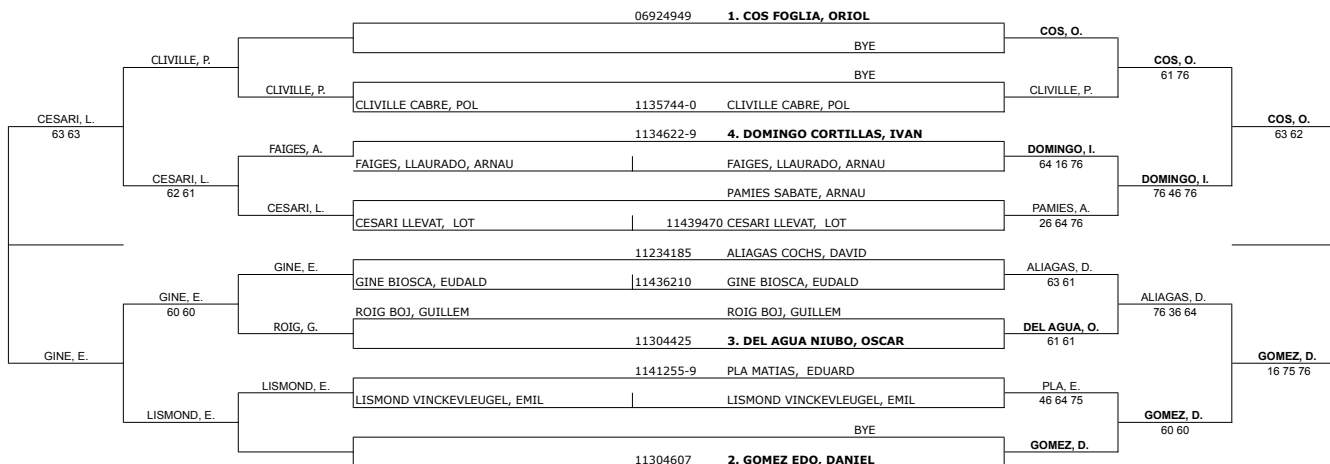 06924949 1. COS FOGLIA, ORIOL
COS, O.
BYE
CLIVILLE, P. COS, O.
BYE 61 76
CLIVILLE, P. CLIVILLE, P.
CLIVILLE CABRE, POL 1135744-0 CLIVILLE CABRE, POL
CESARI, L. COS, O.
63 63 1134622-9 4. DOMINGO CORTILLAS, IVAN 63 62
FAIGES, A. DOMINGO, I.
FAIGES, LLAURADO, ARNAU FAIGES, LLAURADO, ARNAU 64 16 76
CESARI, L. DOMINGO, I.
62 61 PAMIES SABATE, ARNAU 76 46 76
CESARI, L. PAMIES, A.
CESARI LLEVAT, LOT 11439470 CESARI LLEVAT, LOT 26 64 76
11234185 ALIAGAS COCHS, DAVID
GINE, E. ALIAGAS, D.
GINE BIOSCA, EUDALD 11436210 GINE BIOSCA, EUDALD 63 61
GINE, E. ALIAGAS, D.
60 60 ROIG BOJ, GUILLEM ROIG BOJ, GUILLEM 76 36 64
ROIG, G. DEL AGUA, O.
11304425 3. DEL AGUA NIUBO, OSCAR 61 61
GINE, E. GOMEZ, D.
1141255-9 PLA MATIAS, EDUARD 16 75 76
LISMOND, E. PLA, E.
LISMOND VINCKEVLEUGEL, EMIL LISMOND VINCKEVLEUGEL, EMIL 46 64 75
LISMOND, E. GOMEZ, D.
BYE 60 60
GOMEZ, D.
11304607 2. GOMEZ EDO, DANIEL